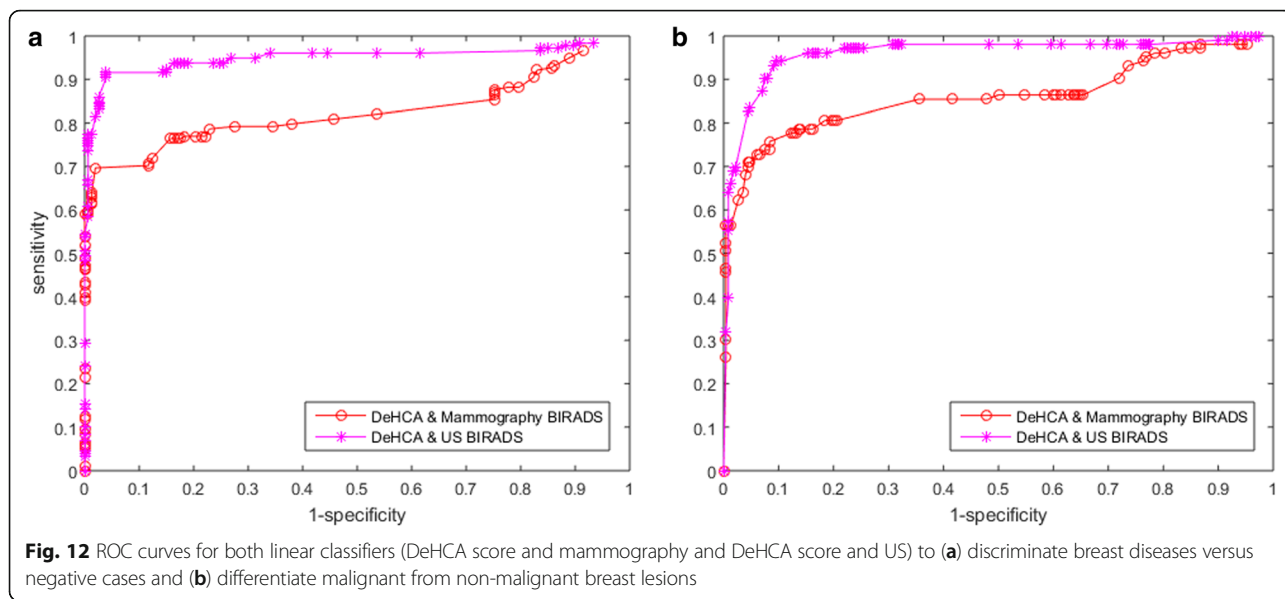 a
1
0.9
0.8
0.7
0.6
0.5
0.4
0.3
0.2
0.1
0
sensitivity
0 0.1 0.2 0.3 0.4 0.5 0.6 0.7 0.8 0.9 1
1-specificity
DeHCA & Mammography BIRADS
DeHCA & US BIRADS
b
1
0.9
0.8
0.7
0.6
0.5
0.4
0.3
0.2
0.1
0
0 0.1 0.2 0.3 0.4 0.5 0.6 0.7 0.8 0.9 1
1-specificity
DeHCA & Mammography BIRADS
DeHCA & US BIRADS
Fig. 12 ROC curves for both linear classifiers (DeHCA score and mammography and DeHCA score and US) to (a) discriminate breast diseases versus
negative cases and (b) differentiate malignant from non-malignant breast lesions